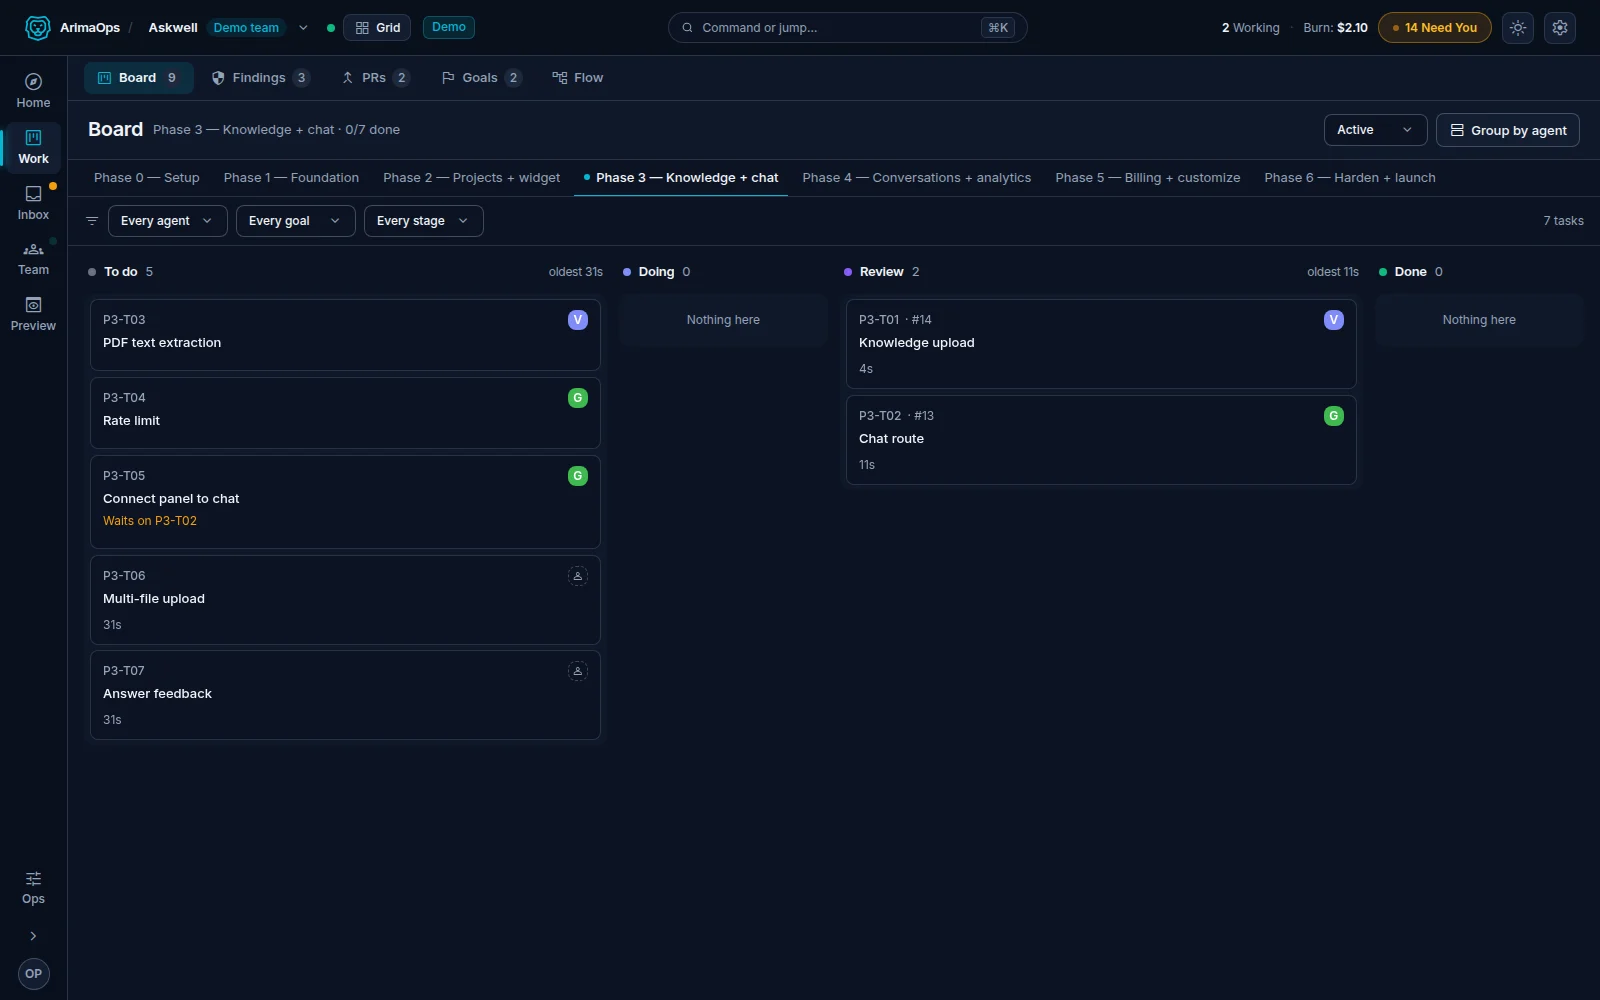 ArimaOps / Askwell Demo team Grid Demo Command or jump... ⌘K 2 Working · Burn: $2.10 14 Need You
Board 9 Findings 3 PRs 2 Goals 2 Flow
Home
Work
Inbox
Team
Preview
Board Phase 3 — Knowledge + chat · 0/7 done Active Group by agent
Phase 0 — Setup Phase 1 — Foundation Phase 2 — Projects + widget Phase 3 — Knowledge + chat Phase 4 — Conversations + analytics Phase 5 — Billing + customize Phase 6 — Harden + launch
Every agent Every goal Every stage 7 tasks
To do 5 oldest 31s
P3-T03 V
PDF text extraction
P3-T04 G
Rate limit
P3-T05 G
Connect panel to chat
Waits on P3-T02
P3-T06
Multi-file upload
31s
P3-T07
Answer feedback
31s
Doing 0
Nothing here
Review 2 oldest 11s
P3-T01 · #14 V
Knowledge upload
4s
P3-T02 · #13 G
Chat route
11s
Done 0
Nothing here
Ops
OP